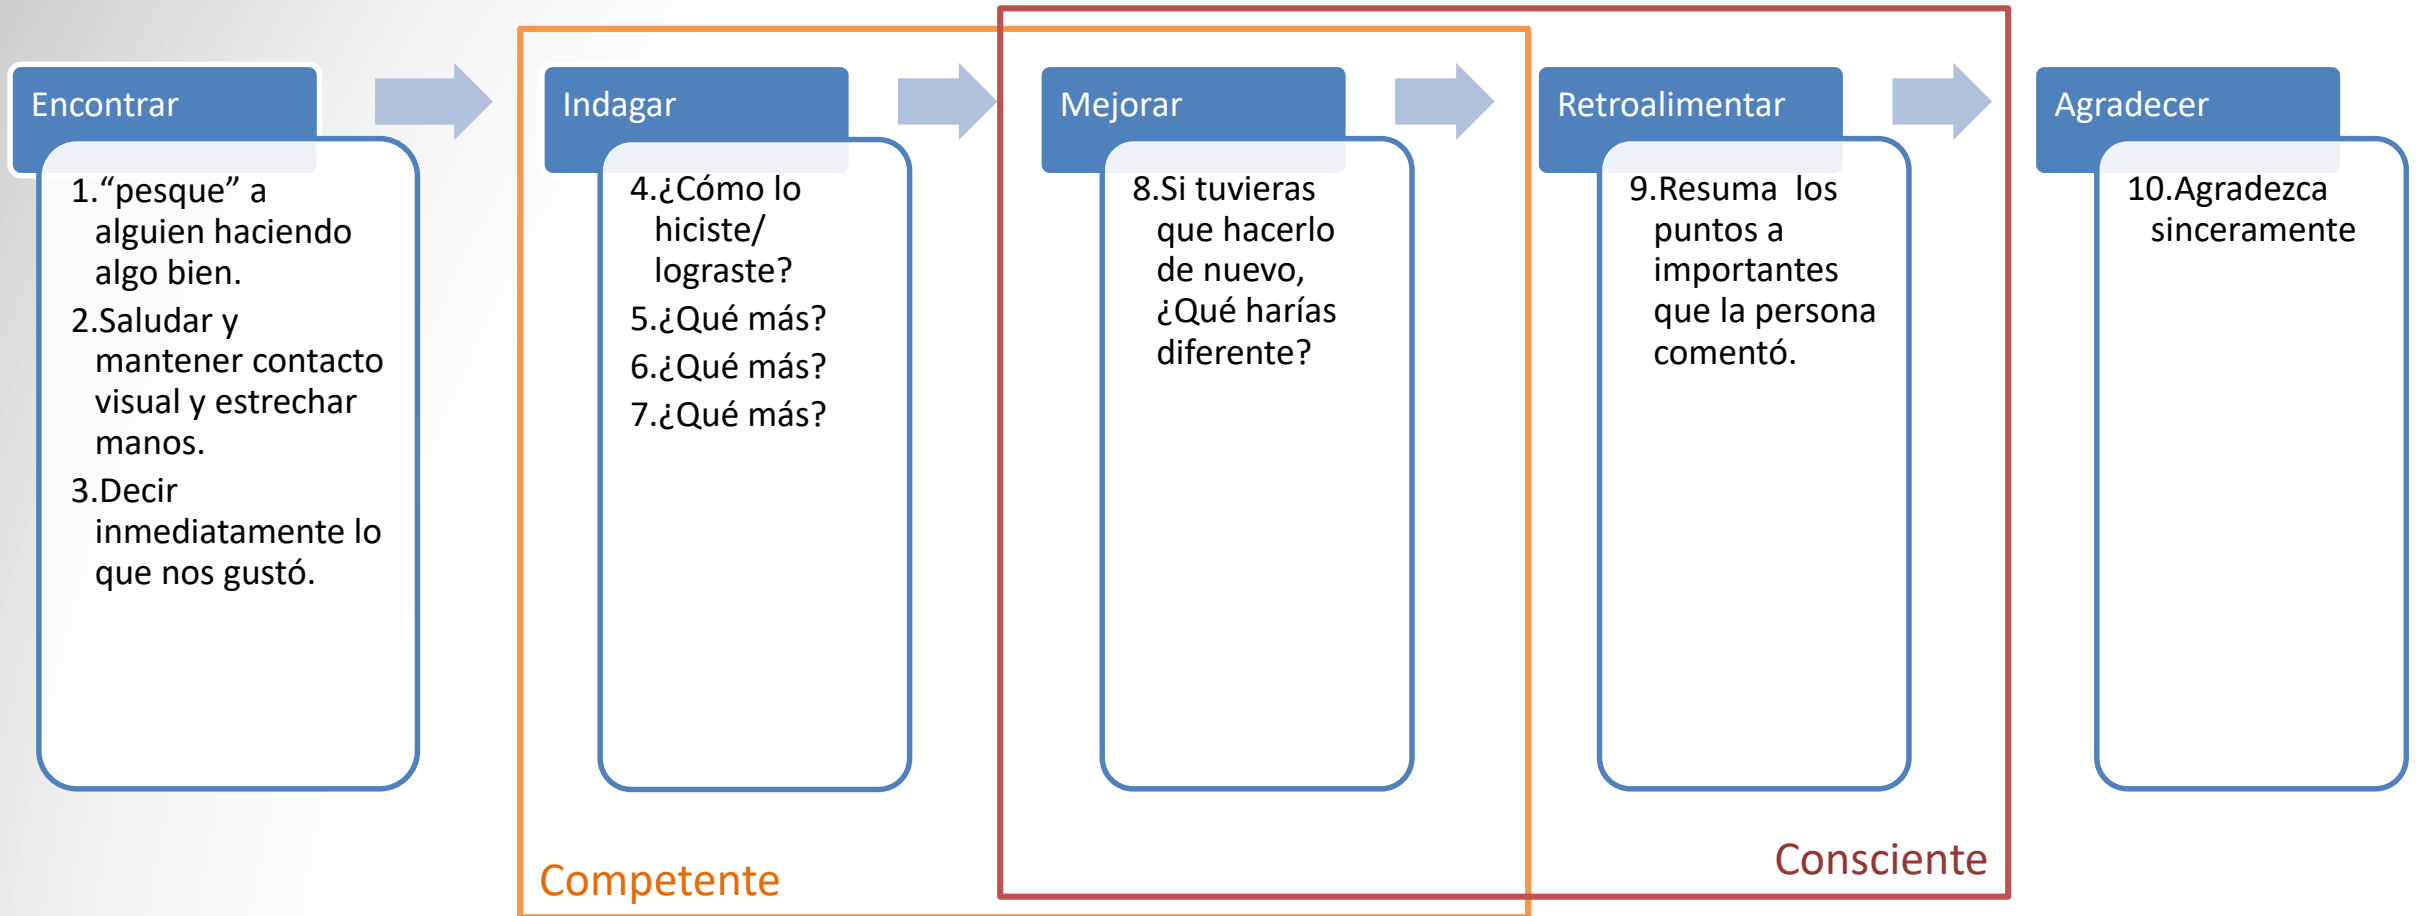 Encontrar
1.“pesque” a
alguien haciendo
algo bien.
2.Saludar y
mantener contacto
visual y estrechar
manos.
3.Decir
inmediatamente lo
que nos gustó.
Indagar
4.¿Cómo lo
hiciste/
lograste?
5.¿Qué más?
6.¿Qué más?
7.¿Qué más?
Mejorar
8.Si tuvieras
que hacerlo
de nuevo,
¿Qué harías
diferente?
Retroalimentar
9.Resuma  los
puntos a
importantes
que la persona
comentó.
Agradecer
10.Agradezca
sinceramente
Competente
Consciente